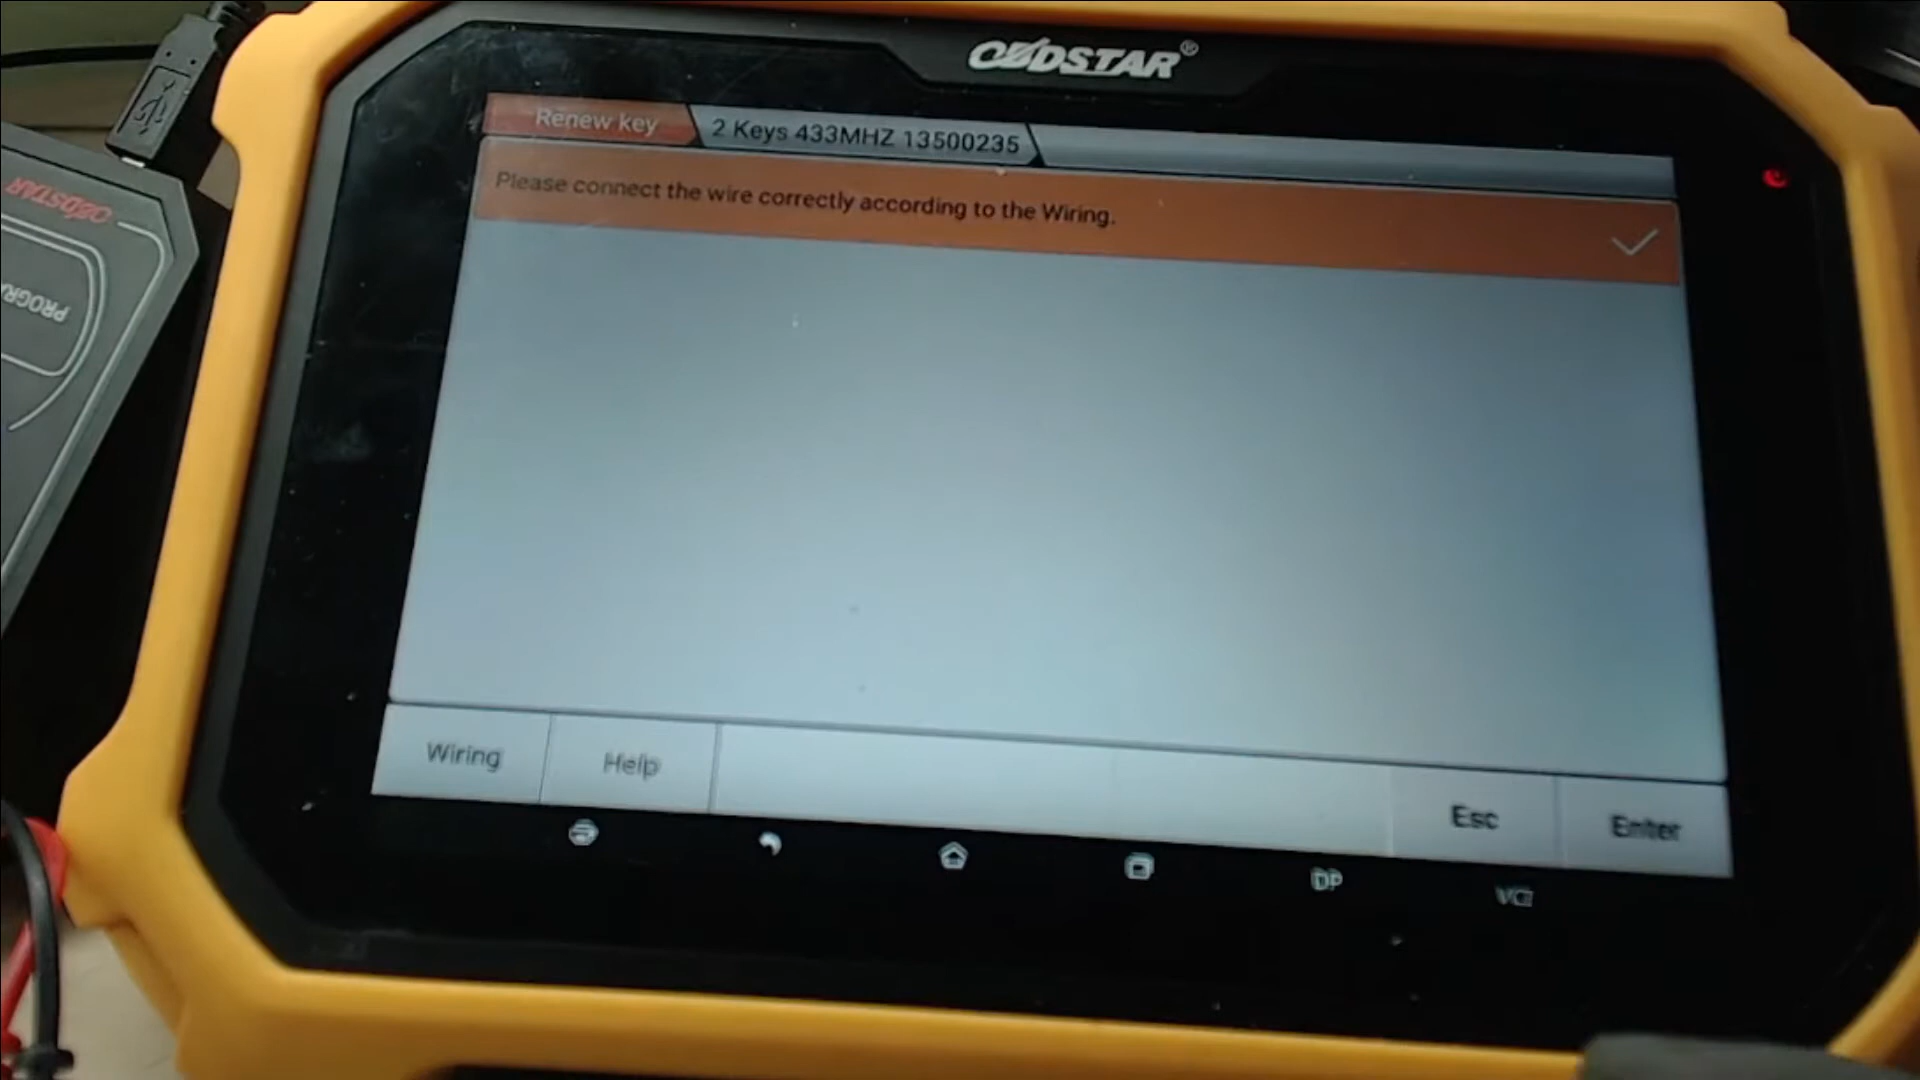 OBDSTAR®
Renew key
2 Keys 433MHZ 13500235
Please connect the wire correctly according to the Wiring.
OBDSTAR
PROGR
Wiring
Help
Esc
Enter
DP
VCI